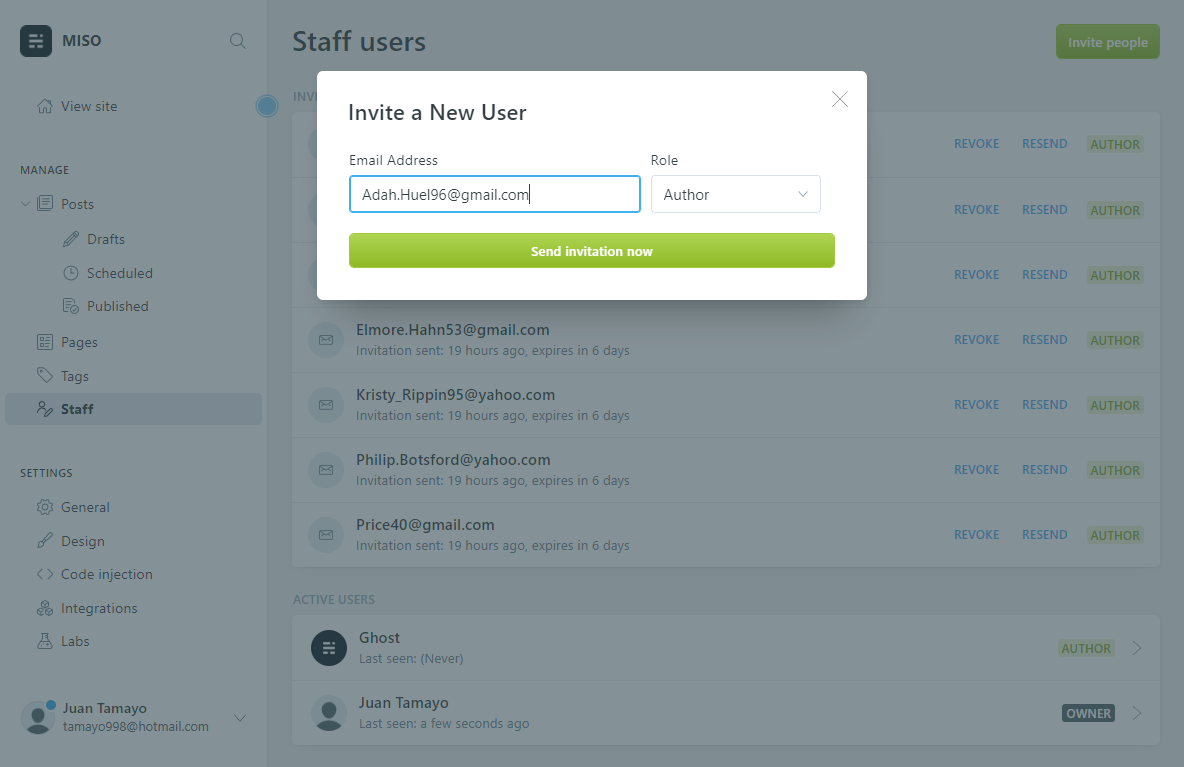 MISO
View site
MANAGE
Posts
Drafts
Scheduled
Published
Pages
Tags
Staff
SETTINGS
General
Design
Code injection
Integrations
Labs
Juan Tamayo
tamayo998@hotmail.com
Staff users
Invite people
Invite a New User
Email Address
Role
Adah.Huel96@gmail.com
Author
Send invitation now
REVOKE RESEND AUTHOR
REVOKE RESEND AUTHOR
REVOKE RESEND AUTHOR
Elmore.Hahn53@gmail.com
Invitation sent: 19 hours ago, expires in 6 days
REVOKE RESEND AUTHOR
Kristy_Rippin95@yahoo.com
Invitation sent: 19 hours ago, expires in 6 days
REVOKE RESEND AUTHOR
Philip.Botsford@yahoo.com
Invitation sent: 19 hours ago, expires in 6 days
REVOKE RESEND AUTHOR
Price40@gmail.com
Invitation sent: 19 hours ago, expires in 6 days
REVOKE RESEND AUTHOR
ACTIVE USERS
Ghost
Last seen: (Never)
AUTHOR
Juan Tamayo
Last seen: a few seconds ago
OWNER